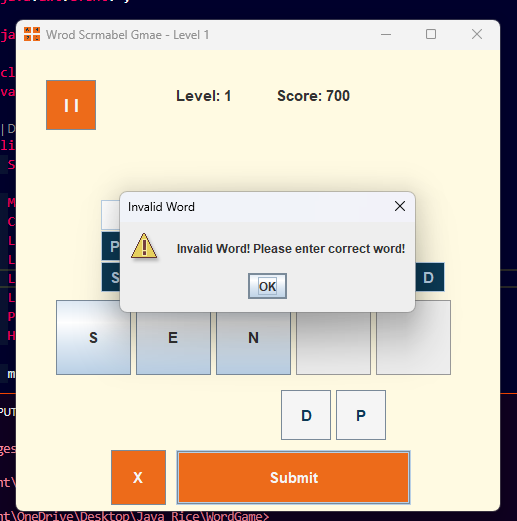 Wrod Scrmabel Gmae - Level 1
I I
Level: 1
Score: 700
Invalid Word
Invalid Word! Please enter correct word!
OK
P
S
D
S E N
D P
X
Submit
\OneDrive\Desktop\Java Rice\WordGame>